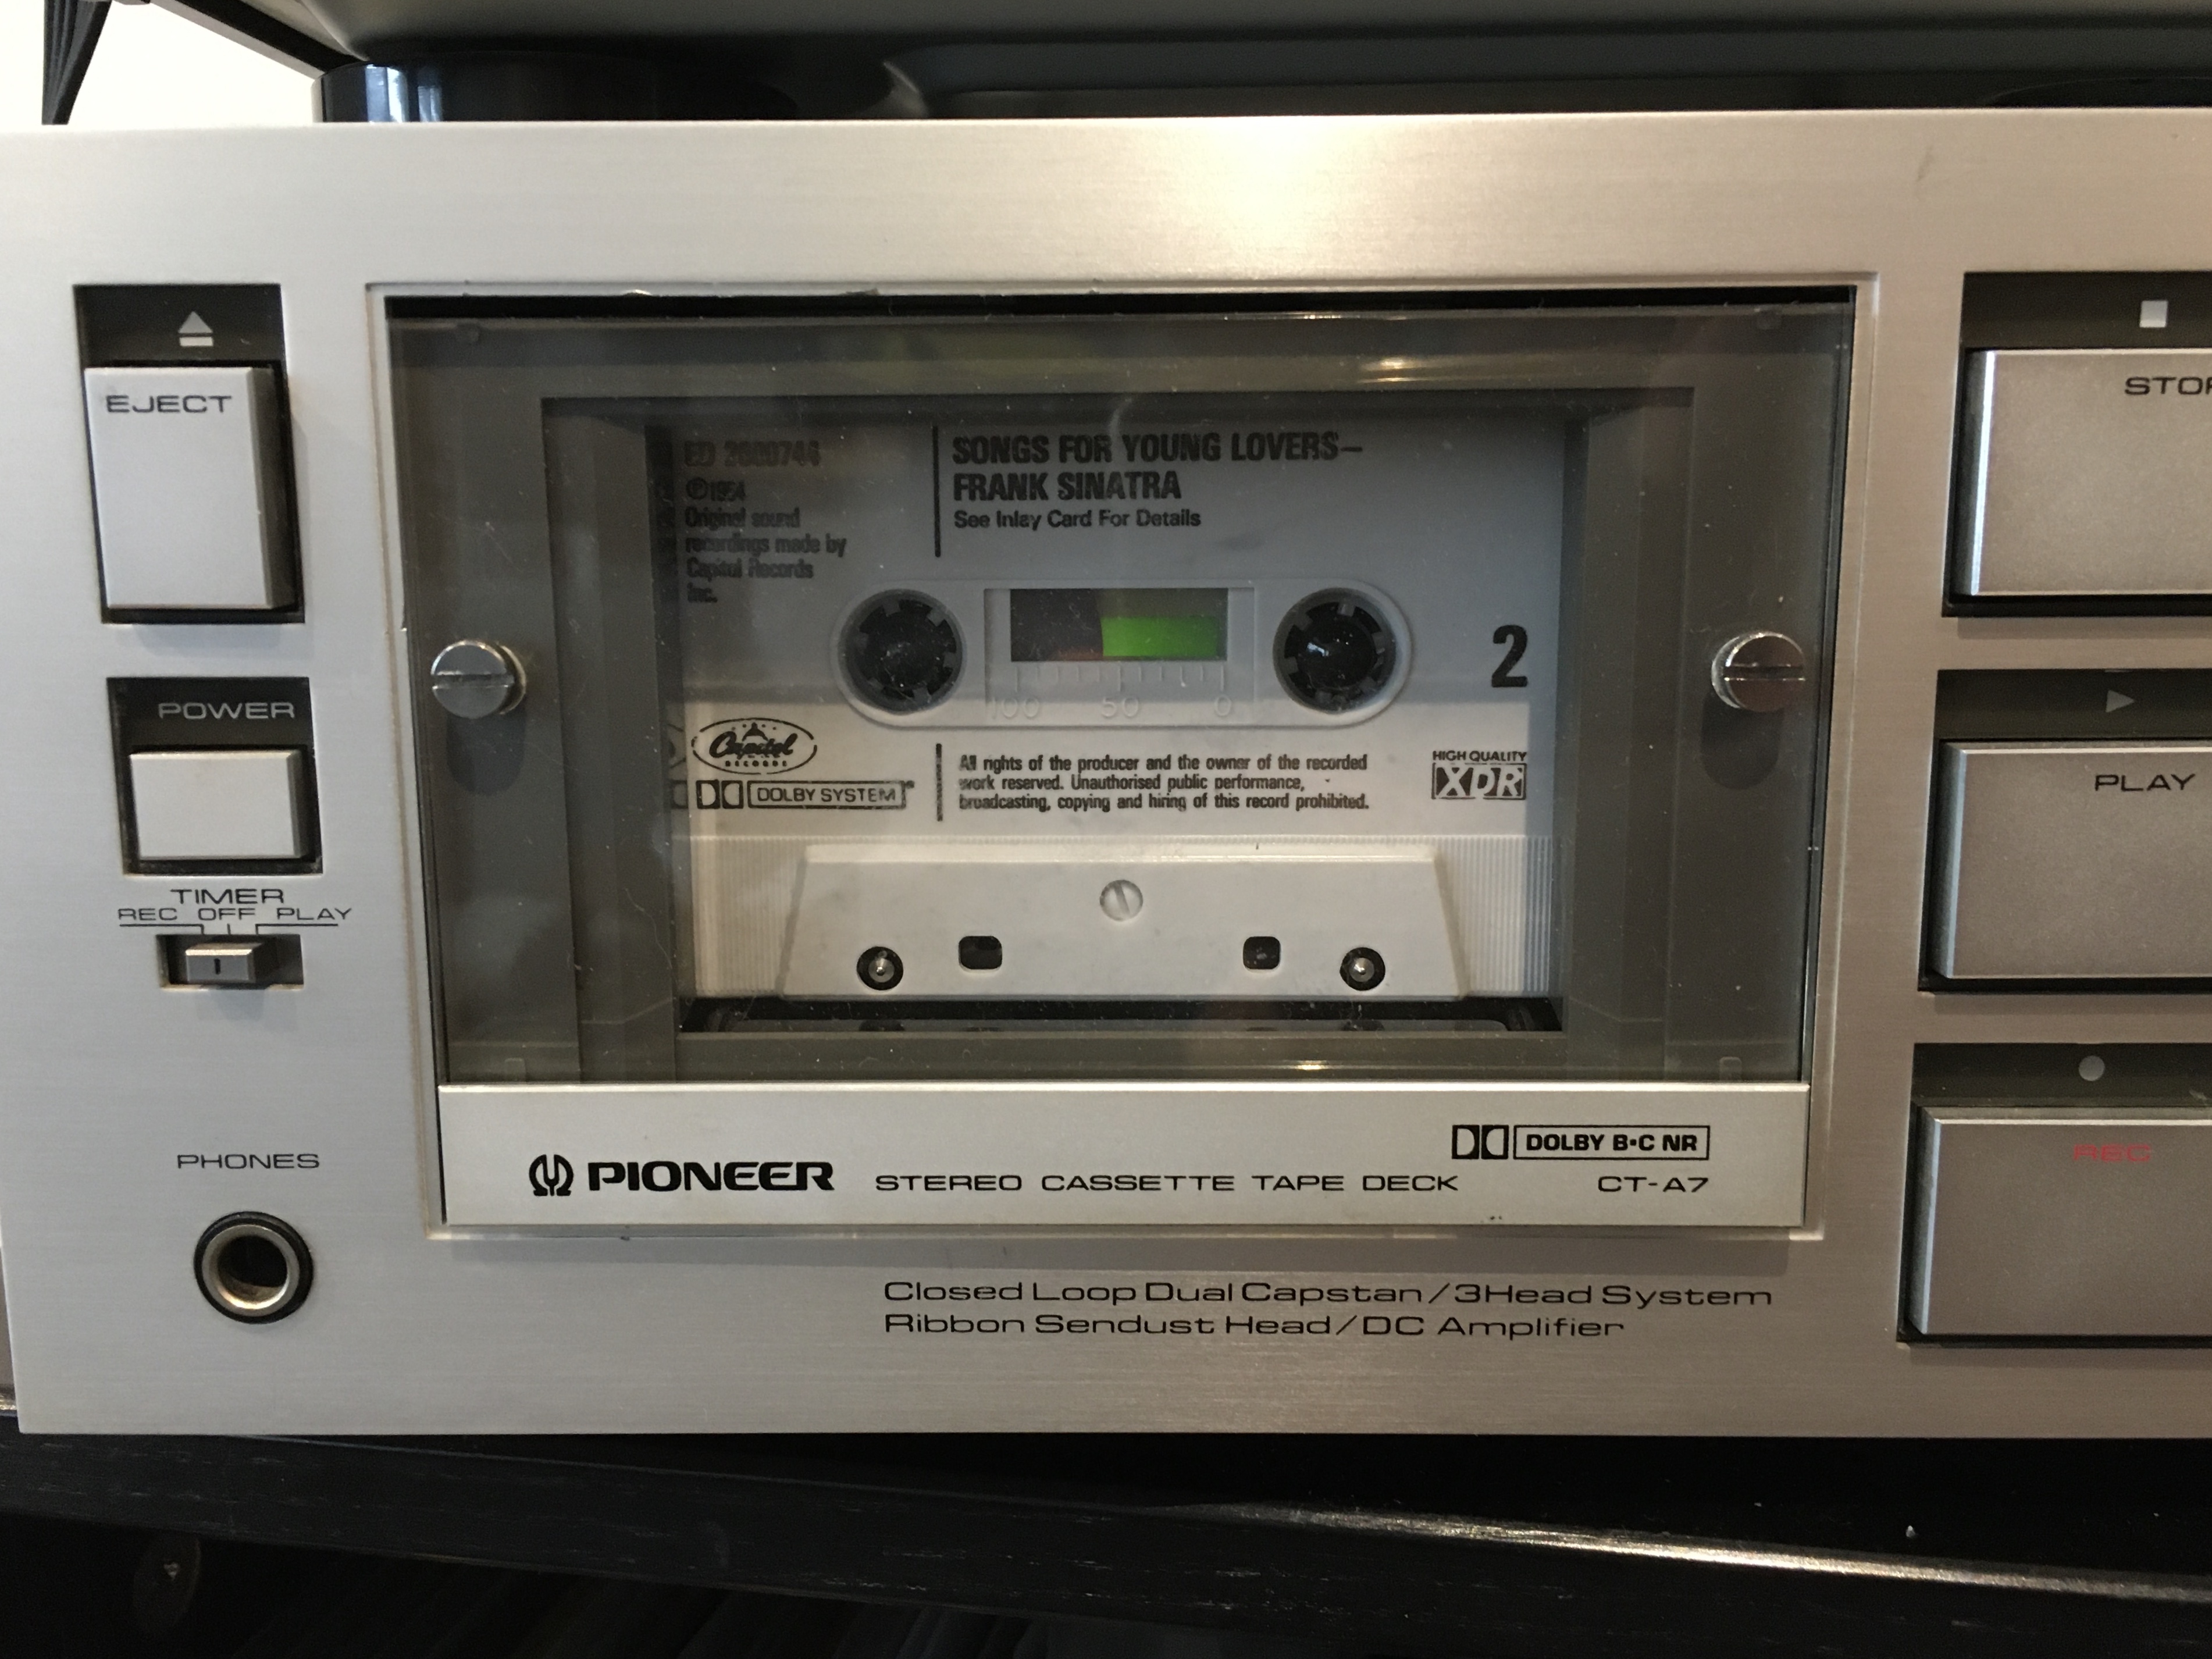 EJECT
POWER
TIMER
REC OFF PLAY
PHONES
ED 2600744
℗1954
Original sound
recordings made by
Capitol Records
Inc.
SONGS FOR YOUNG LOVERS—
FRANK SINATRA
See Inlay Card For Details
100 50 0
2
Capitol
RECORDS
DOLBY SYSTEM
All rights of the producer and the owner of the recorded
work reserved. Unauthorised public performance,
broadcasting, copying and hiring of this record prohibited.
HIGH QUALITY
XDR
PIONEER STEREO CASSETTE TAPE DECK
DOLBY B•C NR
CT-A7
Closed Loop Dual Capstan/3Head System
Ribbon Sendust Head/DC Amplifier
STOP
PLAY
REC